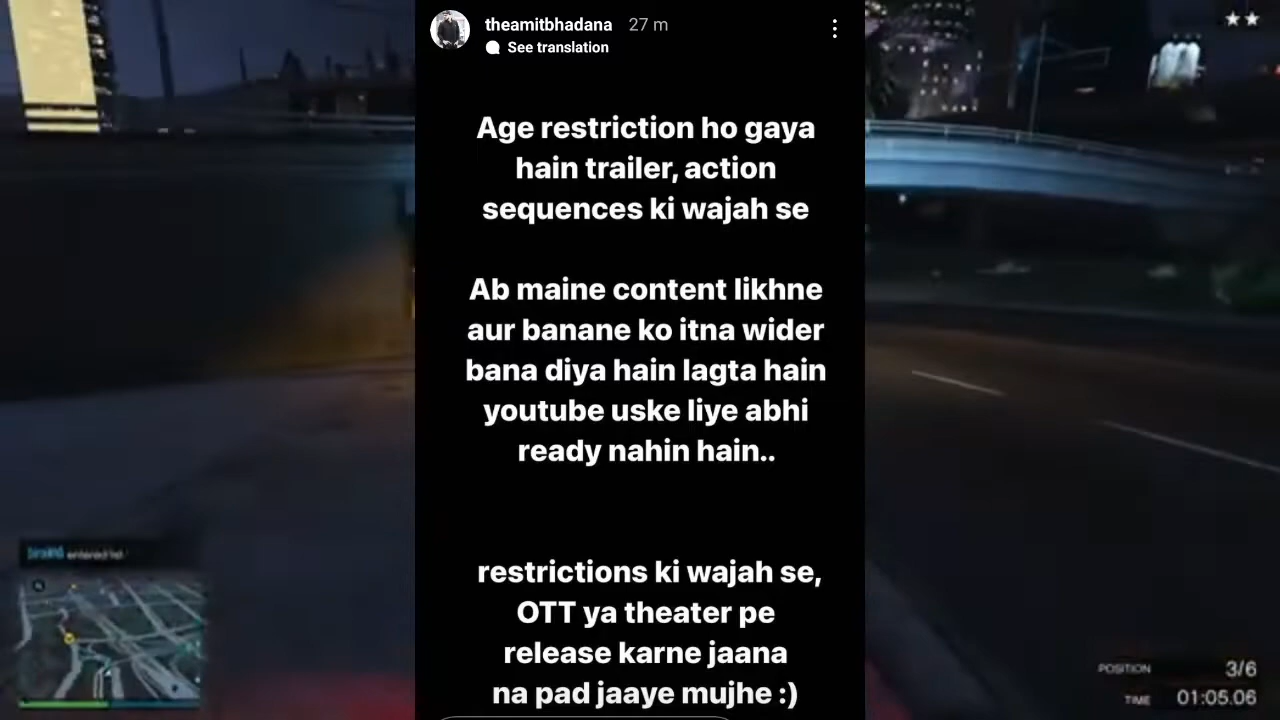 theamitbhadana 27 m
See translation
Age restriction ho gaya
hain trailer, action
sequences ki wajah se
Ab maine content likhne
aur banane ko itna wider
bana diya hain lagta hain
youtube uske liye abhi
ready nahin hain..
restrictions ki wajah se,
OTT ya theater pe
release karne jaana
na pad jaaye mujhe :)
entered
POSITION 3/6
TIME 01:05.06